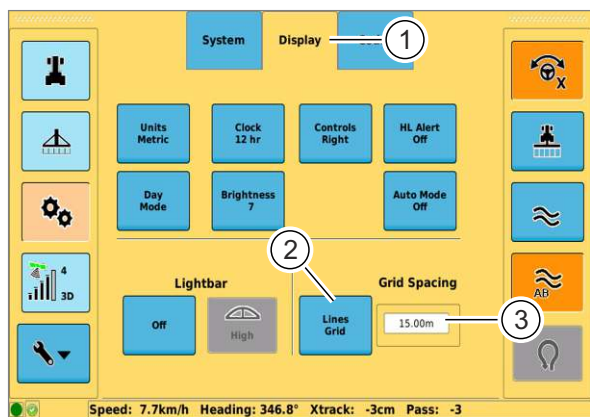 System
Display
1
X
Units
Metric
Clock
12 hr
Controls
Right
HL Alert
Off
Day
Mode
Brightness
7
Auto Mode
Off
2
4
3D
Lightbar
Grid Spacing
Off
High
Lines
Grid
15.00m
3
AB
Speed: 7.7km/h Heading: 346.8° Xtrack: -3cm Pass: -3